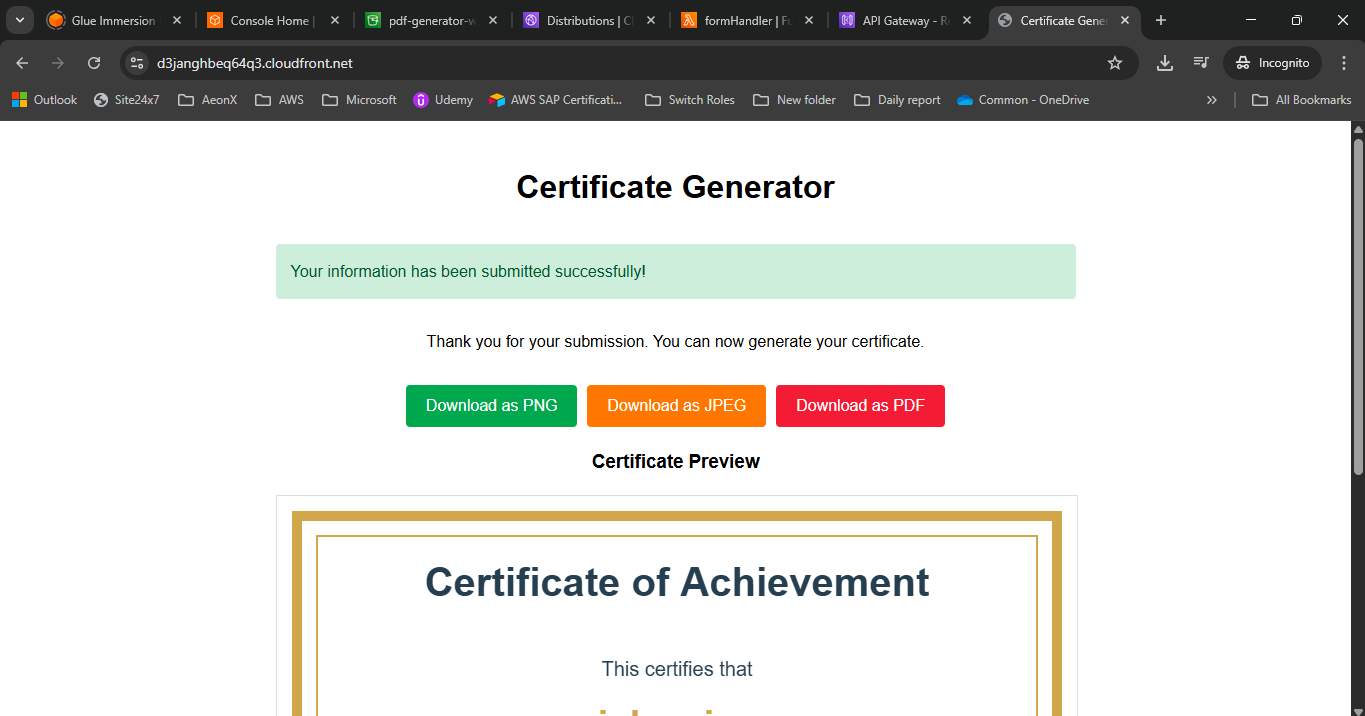 Glue Immersion
Console Home |
pdf-generator-w
Distributions | Cl
formHandler | Fu
API Gateway - Re
Certificate Gene
d3janghbeq64q3.cloudfront.net
Incognito
Outlook
Site24x7
AeonX
AWS
Microsoft
Udemy
AWS SAP Certificati...
Switch Roles
New folder
Daily report
Common - OneDrive
»
All Bookmarks
Certificate Generator
Your information has been submitted successfully!
Thank you for your submission. You can now generate your certificate.
Download as PNG
Download as JPEG
Download as PDF
Certificate Preview
Certificate of Achievement
This certifies that